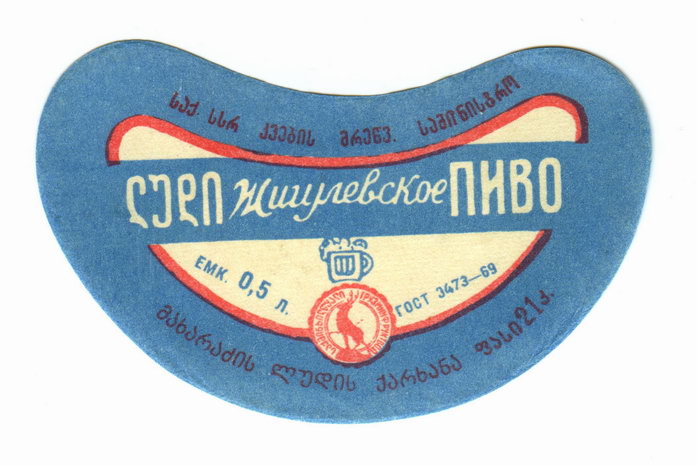 საქ. სსრ კვების მრეწვ. სამინისტრო
ლუდი Жигулевское ПИВО
ЕМК. 0,5 Л.
ГОСТ 3473—69
მახარაძის ლუდის ქარხანა ფასი 21 კ.